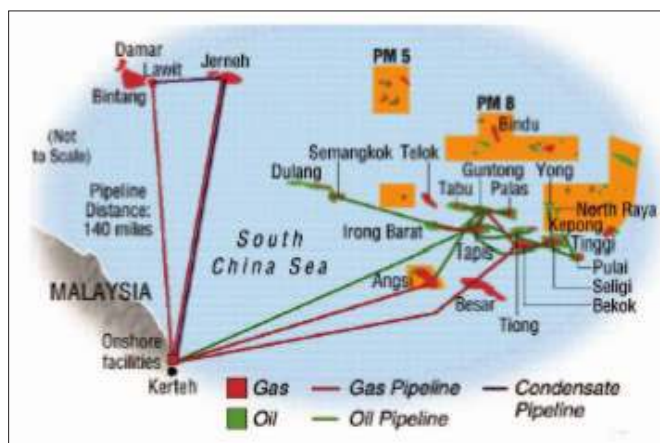 Damar
Lawit
Jerneh
Bintang
(Not
to Scale)
Pipeline
Distance:
140 miles
PM 5
PM 8
Bindu
Semangkok
Telok
Guntong
Yong
Dulang
Tabu
Palas
North Raya
Kepong
Irong Barat
Tapis
Tinggi
Pulai
Seligi
Bekok
South
China Sea
Angsi
Besar
Tiong
MALAYSIA
Onshore
facilities
Kerteh
Gas
Gas Pipeline
Condensate
Pipeline
Oil
Oil Pipeline